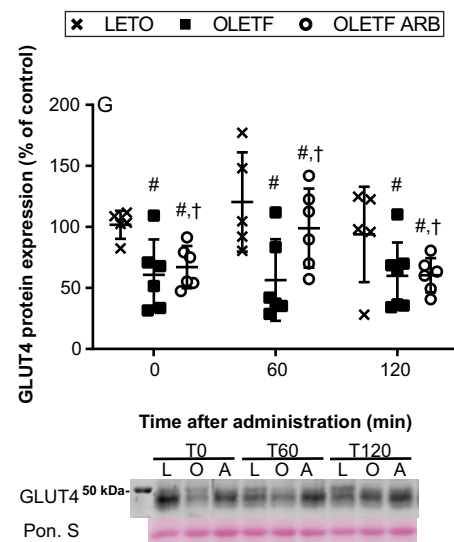 × LETO ■ OLETF o OLETF ARB
G
GLUT4 protein expression (% of control)
200
150
100
50
0
#
#,†
#
#,†
#
#,†
0 60 120
Time after administration (min)
T0 T60 T120
L O A L O A L O A
GLUT4 50 kDa-
Pon. S